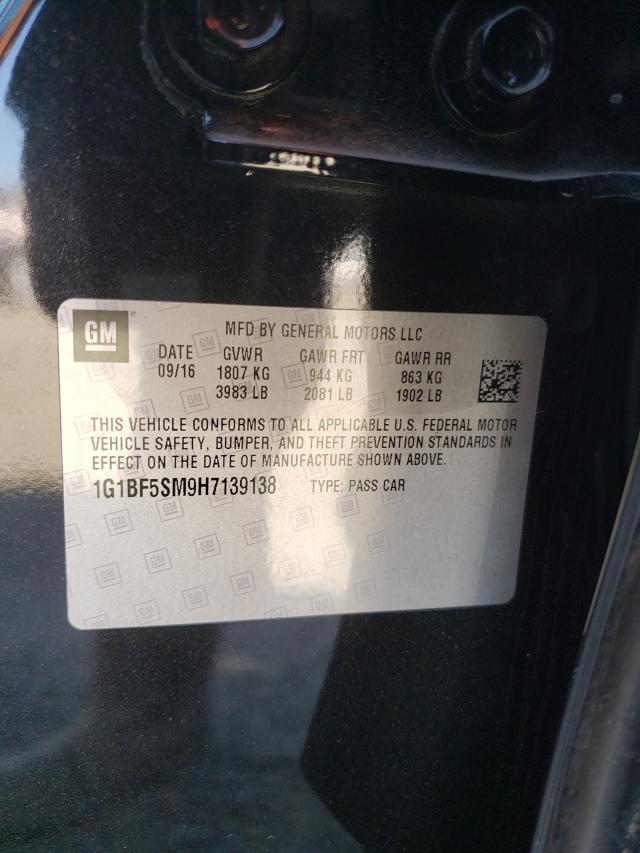 GM
MFD BY GENERAL MOTORS LLC
DATE GVWR GAWR FRT GAWR RR
09/16 1807 KG 944 KG 863 KG
3983 LB 2081 LB 1902 LB
THIS VEHICLE CONFORMS TO ALL APPLICABLE U.S. FEDERAL MOTOR
VEHICLE SAFETY, BUMPER, AND THEFT PREVENTION STANDARDS IN
EFFECT ON THE DATE OF MANUFACTURE SHOWN ABOVE.
1G1BF5SM9H7139138 TYPE: PASS CAR